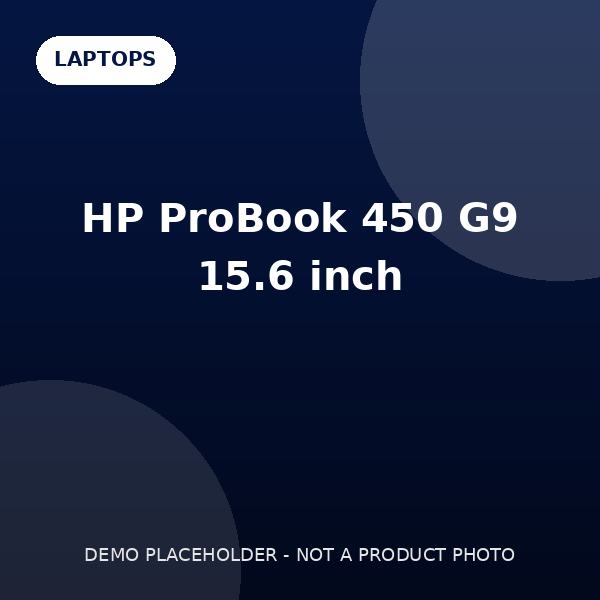 LAPTOPS
HP ProBook 450 G9
15.6 inch
DEMO PLACEHOLDER - NOT A PRODUCT PHOTO